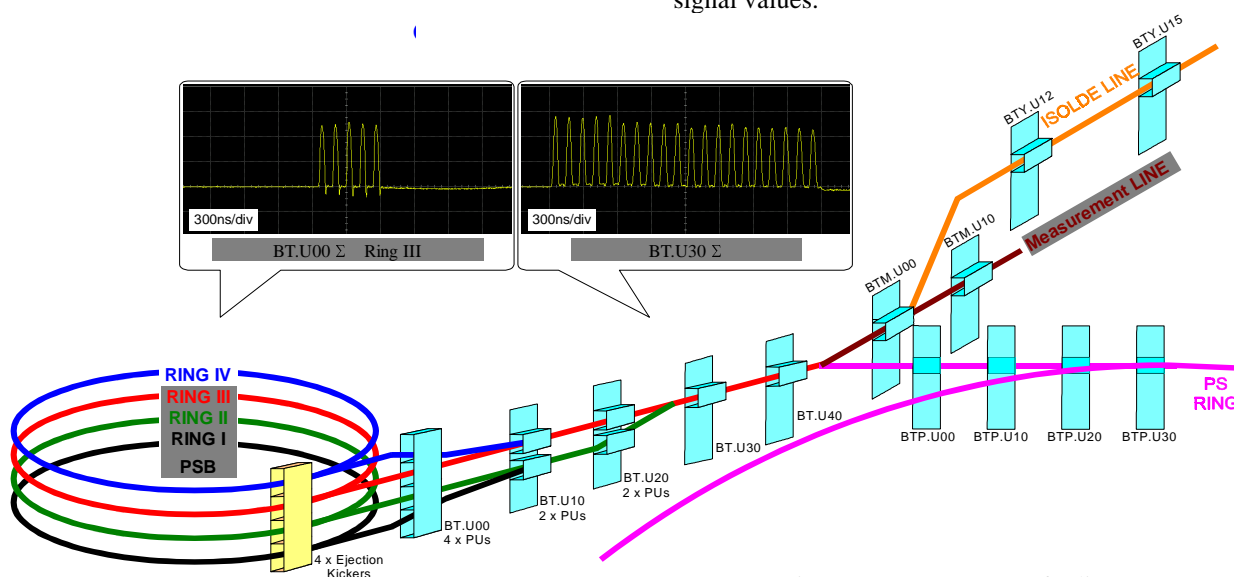 signal values.
BTY.U15
BTY.U12
ISOLDE LINE
300ns/div
300ns/div
BT.U00 Σ Ring III
BT.U30 Σ
Measurement LINE
BTM.U10
BTM.U00
RING IV
RING III
RING II
RING I
PSB
PS
RING
BT.U40
BTP.U00
BTP.U10
BTP.U20
BTP.U30
BT.U30
BT.U20
2 x PUs
BT.U10
2 x PUs
BT.U00
4 x PUs
4 x Ejection
Kickers